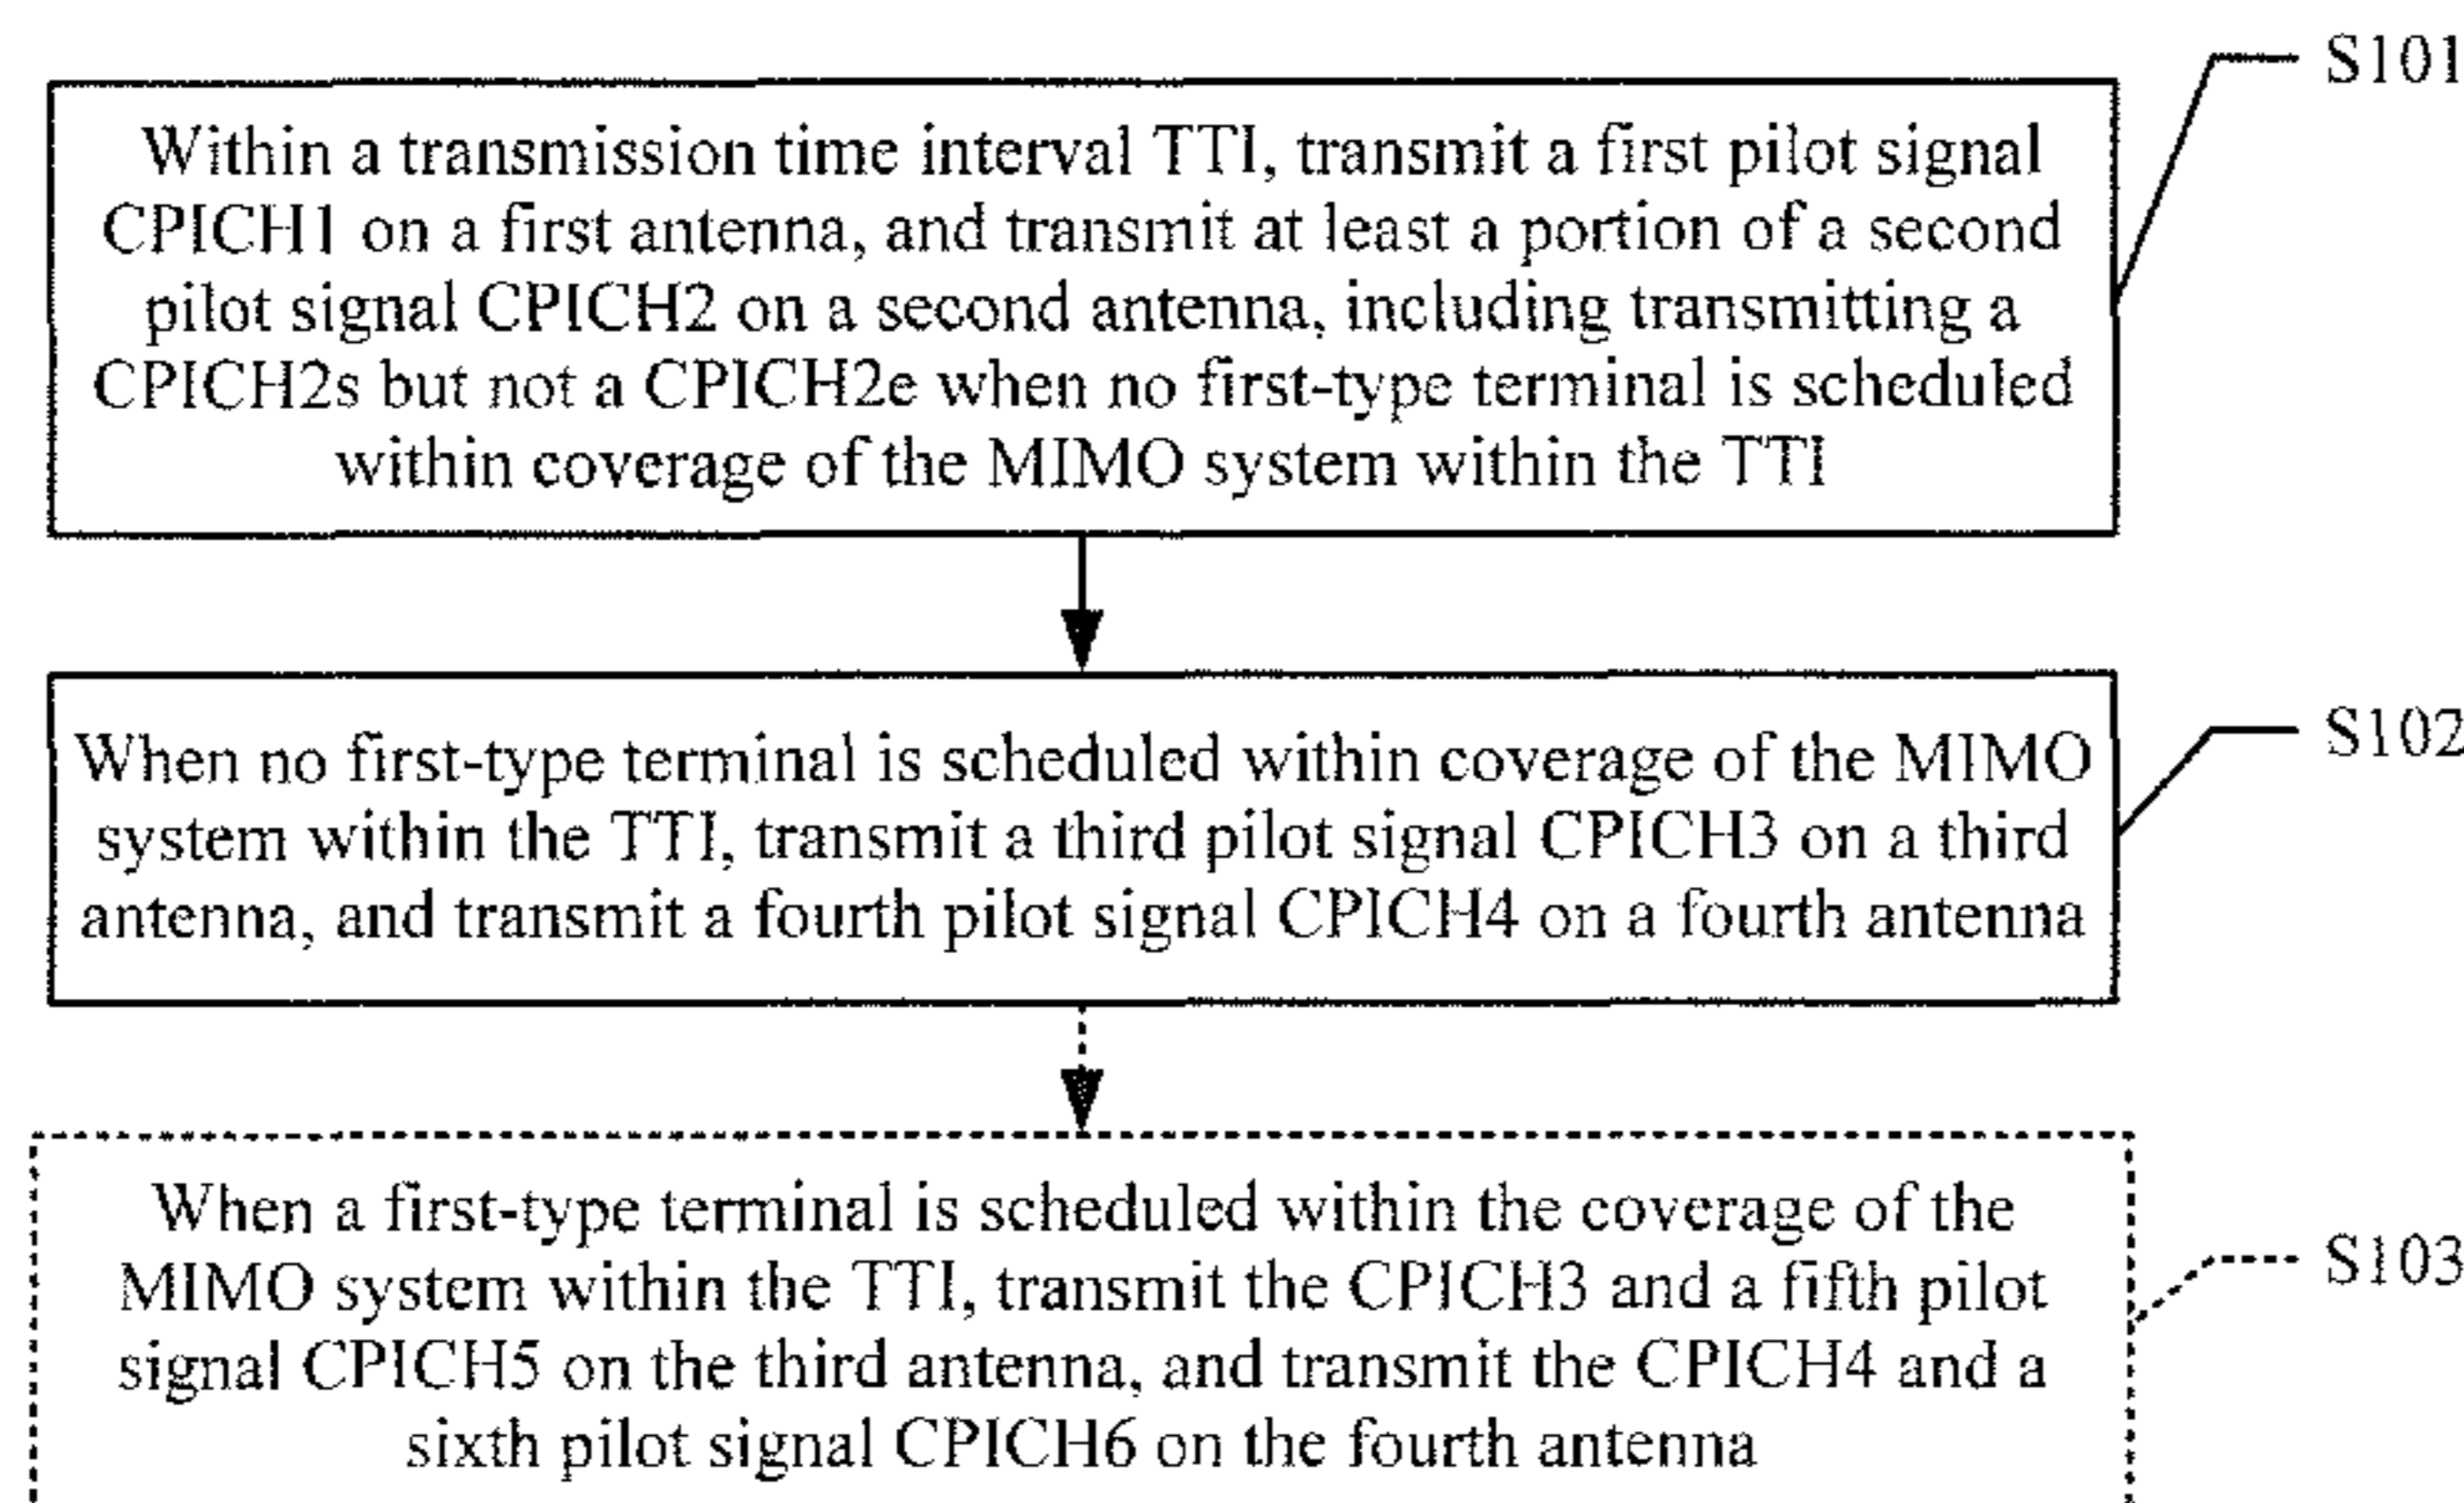 S101
Within a transmission time interval TTI, transmit a first pilot signal
CPICH1 on a first antenna, and transmit at least a portion of a second
pilot signal CPICH2 on a second antenna, including transmitting a
CPICH2s but not a CPICH2e when no first-type terminal is scheduled
within coverage of the MIMO system within the TTI
S102
When no first-type terminal is scheduled within coverage of the MIMO
system within the TTI, transmit a third pilot signal CPICH3 on a third
antenna, and transmit a fourth pilot signal CPICH4 on a fourth antenna
When a first-type terminal is scheduled within the coverage of the
S103
MIMO system within the TTI, transmit the CPICH3 and a fifth pilot
signal CPICH5 on the third antenna, and transmit the CPICH4 and a
sixth pilot signal CPICH6 on the fourth antenna